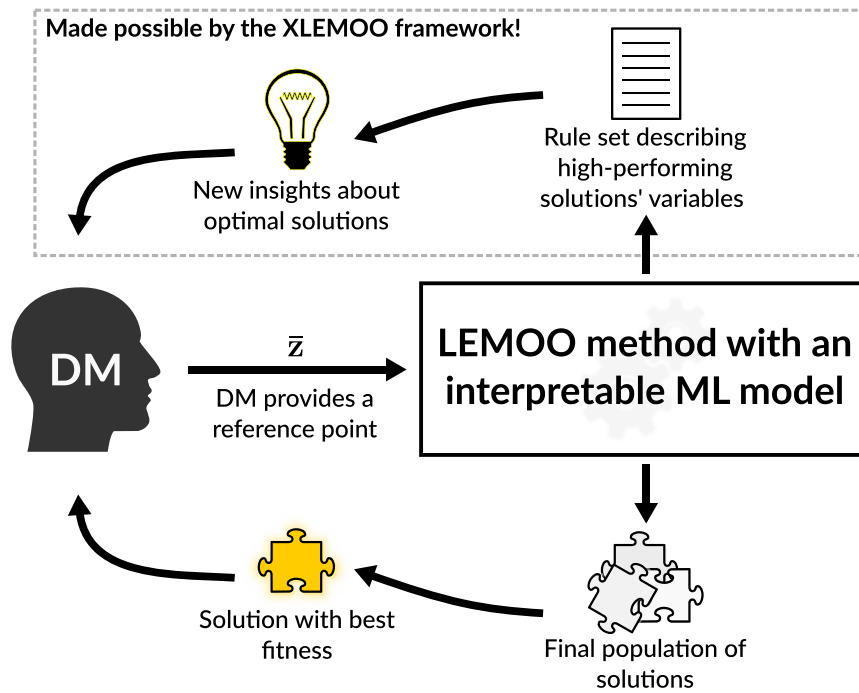 Made possible by the XLEMOO framework!
Rule set describing
high-performing
solutions' variables
New insights about
optimal solutions
DM
z̄
DM provides a
reference point
LEMOO method with an
interpretable ML model
Solution with best
fitness
Final population of
solutions